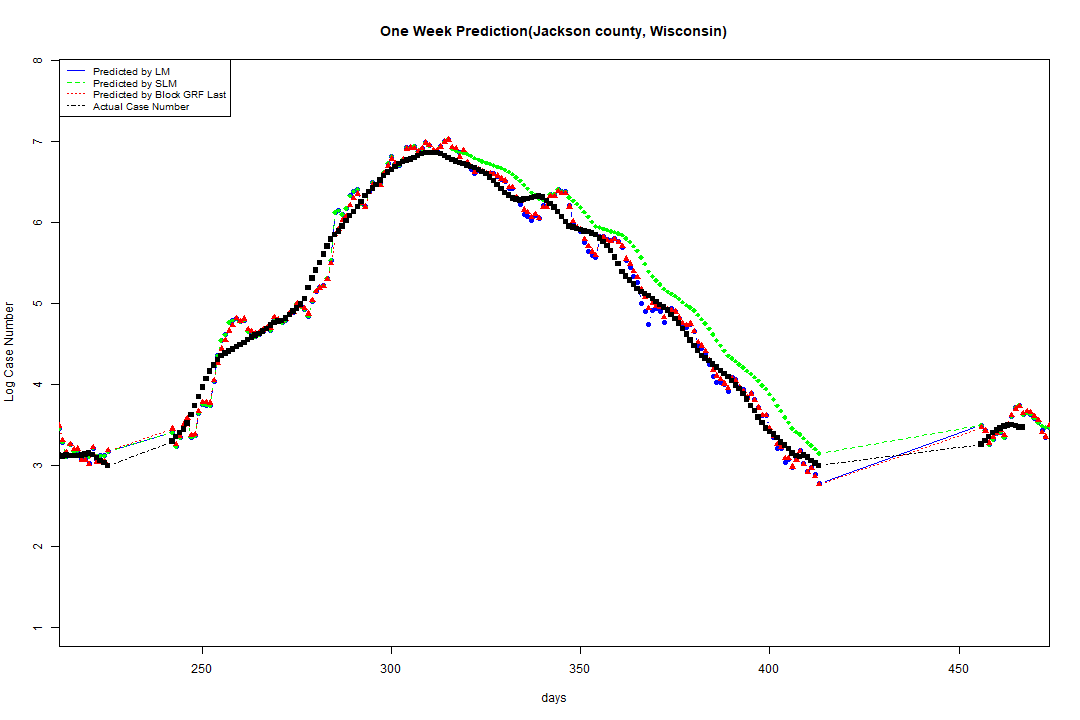 One Week Prediction(Jackson county, Wisconsin)
Predicted by LM
Predicted by SLM
Predicted by Block GRF Last
Actual Case Number
8
7
6
5
4
3
2
1
Log Case Number
250 300 350 400 450
days